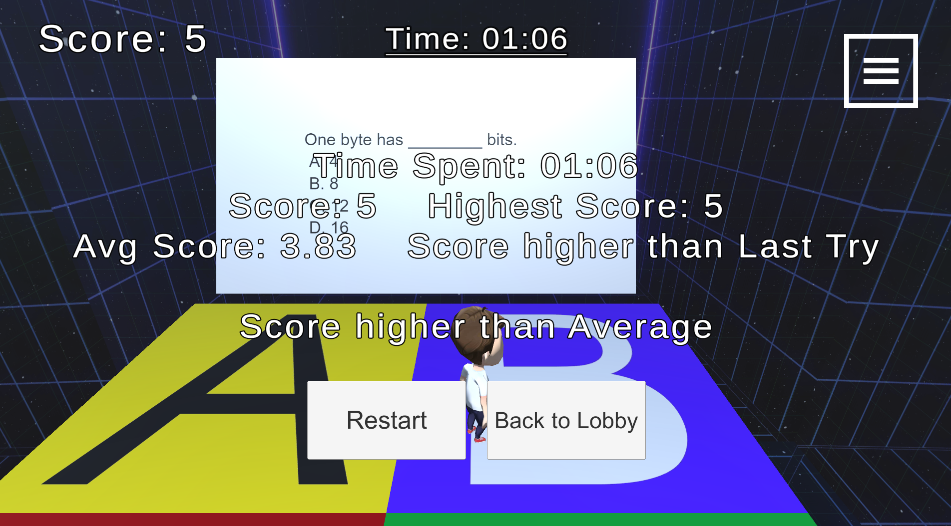 Score: 5
Time: 01:06
One byte has ________ bits.
Time Spent: 01:06
B. 8
Score: 5 Highest Score: 5
D. 16
Avg Score: 3.83 Score higher than Last Try
Score higher than Average
A B
Restart Back to Lobby